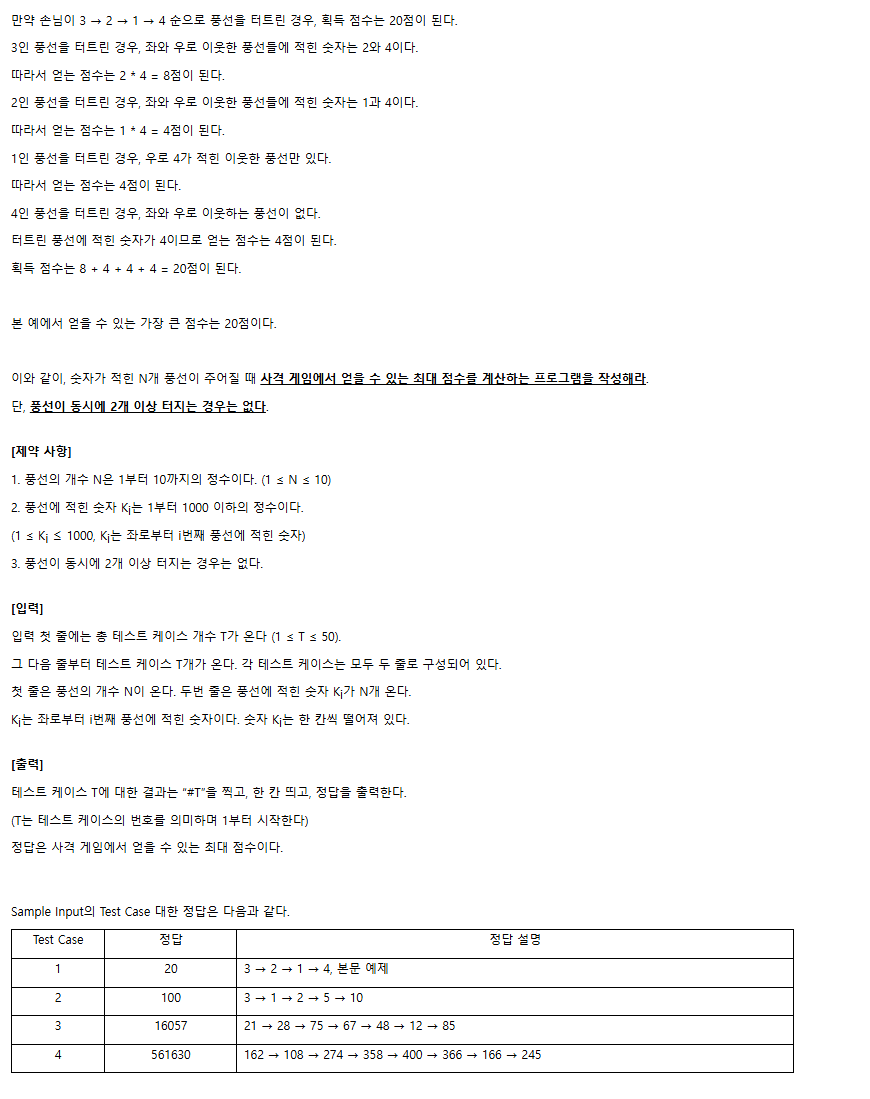 만약 손님이 3 → 2 → 1 → 4 순으로 풍선을 터트린 경우, 획득 점수는 20점이 된다.
3인 풍선을 터트린 경우, 좌와 우로 이웃한 풍선들에 적힌 숫자는 2와 4이다.
따라서 얻는 점수는 2 * 4 = 8점이 된다.
2인 풍선을 터트린 경우, 좌와 우로 이웃한 풍선들에 적힌 숫자는 1과 4이다.
따라서 얻는 점수는 1 * 4 = 4점이 된다.
1인 풍선을 터트린 경우, 우로 4가 적힌 이웃한 풍선만 있다.
따라서 얻는 점수는 4점이 된다.
4인 풍선을 터트린 경우, 좌와 우로 이웃하는 풍선이 없다.
터트린 풍선에 적힌 숫자가 4이므로 얻는 점수는 4점이 된다.
획득 점수는 8 + 4 + 4 + 4 = 20점이 된다.
본 예에서 얻을 수 있는 가장 큰 점수는 20점이다.
이와 같이, 숫자가 적힌 N개 풍선이 주어질 때 사격 게임에서 얻을 수 있는 최대 점수를 계산하는 프로그램을 작성해라.
단, 풍선이 동시에 2개 이상 터지는 경우는 없다.
[제약 사항]
1. 풍선의 개수 N은 1부터 10까지의 정수이다. (1 ≤ N ≤ 10)
2. 풍선에 적힌 숫자 Ki는 1부터 1000 이하의 정수이다.
(1 ≤ Ki ≤ 1000, Ki는 좌로부터 i번째 풍선에 적힌 숫자)
3. 풍선이 동시에 2개 이상 터지는 경우는 없다.
[입력]
입력 첫 줄에는 총 테스트 케이스 개수 T가 온다 (1 ≤ T ≤ 50).
그 다음 줄부터 테스트 케이스 T개가 온다. 각 테스트 케이스는 모두 두 줄로 구성되어 있다.
첫 줄은 풍선의 개수 N이 온다. 두번 줄은 풍선에 적힌 숫자 Ki가 N개 온다.
Ki는 좌로부터 i번째 풍선에 적힌 숫자이다. 숫자 Ki는 한 칸씩 떨어져 있다.
[출력]
테스트 케이스 T에 대한 결과는 “#T”을 찍고, 한 칸 띄고, 정답을 출력한다.
(T는 테스트 케이스의 번호를 의미하며 1부터 시작한다)
정답은 사격 게임에서 얻을 수 있는 최대 점수이다.
Sample Input의 Test Case 대한 정답은 다음과 같다.
Test Case 정답 정답 설명
1 20 3 → 2 → 1 → 4, 본문 예제
2 100 3 → 1 → 2 → 5 → 10
3 16057 21 → 28 → 75 → 67 → 48 → 12 → 85
4 561630 162 → 108 → 274 → 358 → 400 → 366 → 166 → 245